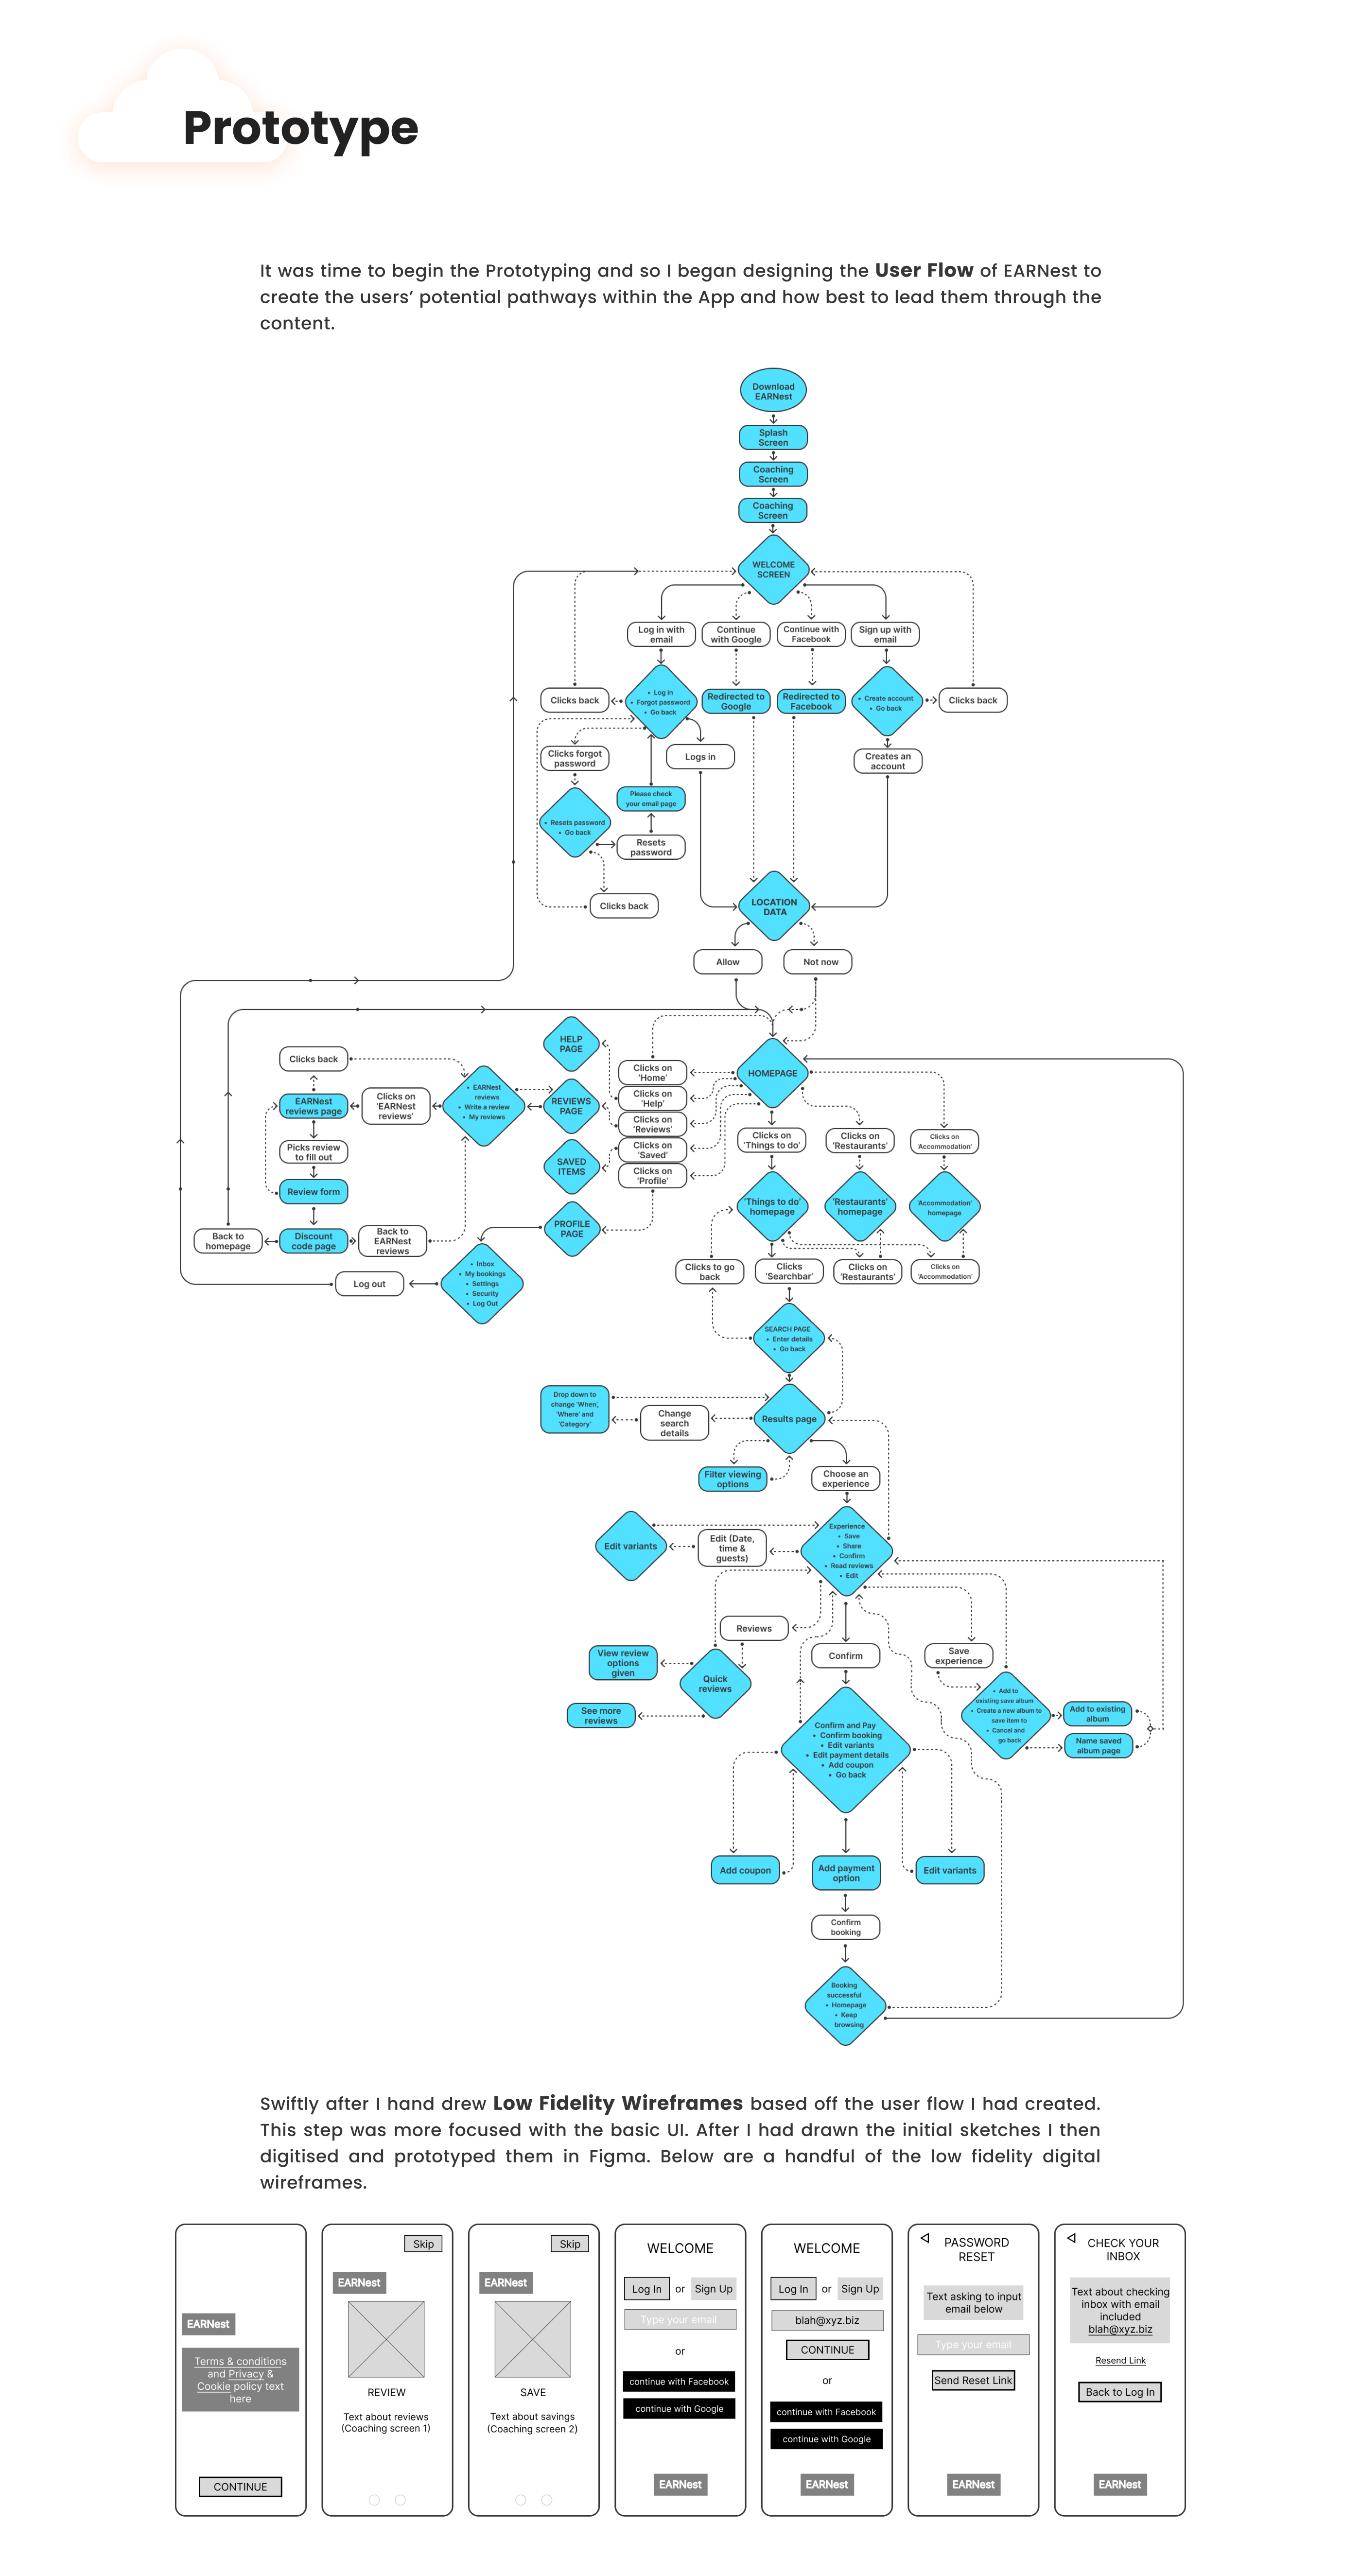 Prototype
It was time to begin the Prototyping and so I began designing the User Flow of EARNest to
create the users’ potential pathways within the App and how best to lead them through the
content.
Download
EARNest
Splash
Screen
Coaching
Screen
Coaching
Screen
WELCOME
SCREEN
Log in with
email
Continue
with Google
Continue with
Facebook
Sign up with
email
Clicks back
• Log in
• Forgot password
• Go back
Redirected to
Google
Redirected to
Facebook
• Create account
• Go back
Clicks back
Clicks forgot
password
Logs in
Creates an
account
Please check
your email page
• Resets password
• Go back
Resets
password
Clicks back
LOCATION
DATA
Allow
Not now
HELP
PAGE
Clicks back
Clicks on
‘Home’
HOMEPAGE
• EARNest
reviews
• Write a review
• My reviews
EARNest
reviews page
Clicks on
‘EARNest
reviews’
REVIEWS
PAGE
Clicks on
‘Help’
Clicks on
‘Reviews’
Clicks on
‘Saved’
Clicks on
‘Profile’
Clicks on
‘Things to do’
Clicks on
‘Restaurants’
Clicks on
‘Accommodation’
Picks review
to fill out
SAVED
ITEMS
Review form
‘Things to do’
homepage
‘Restaurants’
homepage
‘Accommodation’
homepage
PROFILE
PAGE
Back to
homepage
Discount
code page
Back to
EARNest
reviews
Log out
• Inbox
• My bookings
• Settings
• Security
• Log Out
Clicks to go
back
Clicks
‘Searchbar’
Clicks on
‘Restaurants’
Clicks on
‘Accommodation’
SEARCH PAGE
• Enter details
• Go back
Drop down to
change ‘When’,
‘Where’ and
‘Category’
Change
search
details
Results page
Filter viewing
options
Choose an
experience
Edit variants
Edit (Date,
time &
guests)
Experience
• Save
• Share
• Confirm
• Read reviews
• Edit
Reviews
Confirm
Save
experience
View review
options
given
Quick
reviews
See more
reviews
• Add to
existing save album
• Create a new album to
save item to
• Cancel and
go back
Add to existing
album
Name saved
album page
Confirm and Pay
• Confirm booking
• Edit variants
• Edit payment details
• Add coupon
• Go back
Add coupon
Add payment
option
Edit variants
Confirm
booking
Booking
successful
• Homepage
• Keep
browsing
Swiftly after I hand drew Low Fidelity Wireframes based off the user flow I had created.
This step was more focused with the basic UI. After I had drawn the initial sketches I then
digitised and prototyped them in Figma. Below are a handful of the low fidelity digital
wireframes.
EARNest
Terms & conditions
and Privacy &
Cookie policy text
here
CONTINUE
Skip
EARNest
REVIEW
Text about reviews
(Coaching screen 1)
Skip
EARNest
SAVE
Text about savings
(Coaching screen 2)
WELCOME
Log In or Sign Up
Type your email
or
continue with Facebook
continue with Google
EARNest
WELCOME
Log In or Sign Up
blah@xyz.biz
CONTINUE
or
continue with Facebook
continue with Google
EARNest
PASSWORD
RESET
Text asking to input
email below
Type your email
Send Reset Link
EARNest
CHECK YOUR
INBOX
Text about checking
inbox with email
included
blah@xyz.biz
Resend Link
Back to Log In
EARNest